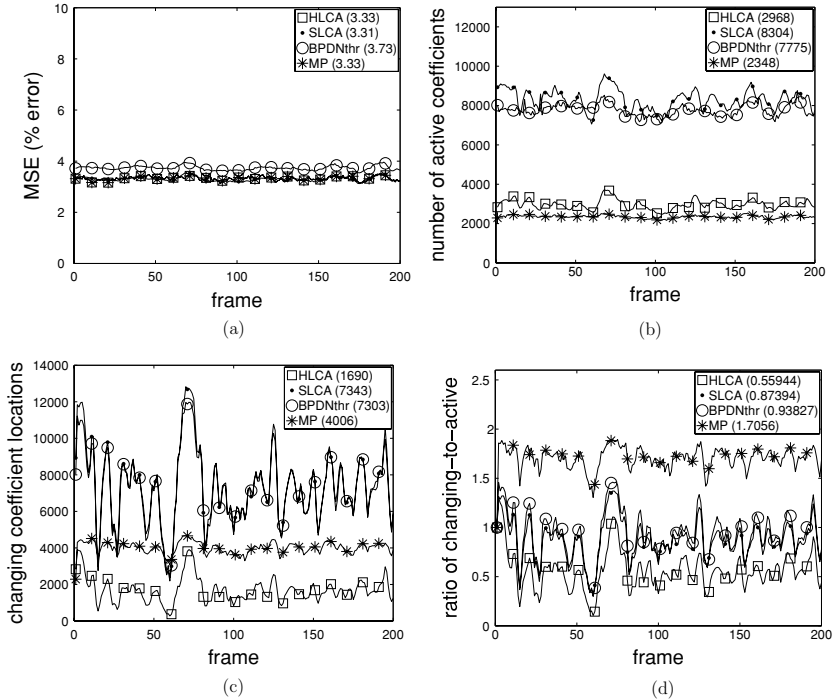 10
8
6
4
2
0
MSE (% error)
HLCA (3.33)
SLCA (3.31)
BPDNthr (3.73)
MP (3.33)
0 50 100 150 200
frame
(a)
12000
10000
8000
6000
4000
2000
0
number of active coefficients
HLCA (2968)
SLCA (8304)
BPDNthr (7775)
MP (2348)
0 50 100 150 200
frame
(b)
14000
12000
10000
8000
6000
4000
2000
0
changing coefficient locations
HLCA (1690)
SLCA (7343)
BPDNthr (7303)
MP (4006)
0 50 100 150 200
frame
(c)
2.5
2
1.5
1
0.5
0
ratio of changing-to-active
HLCA (0.55944)
SLCA (0.87394)
BPDNthr (0.93827)
MP (1.7056)
0 50 100 150 200
frame
(d)